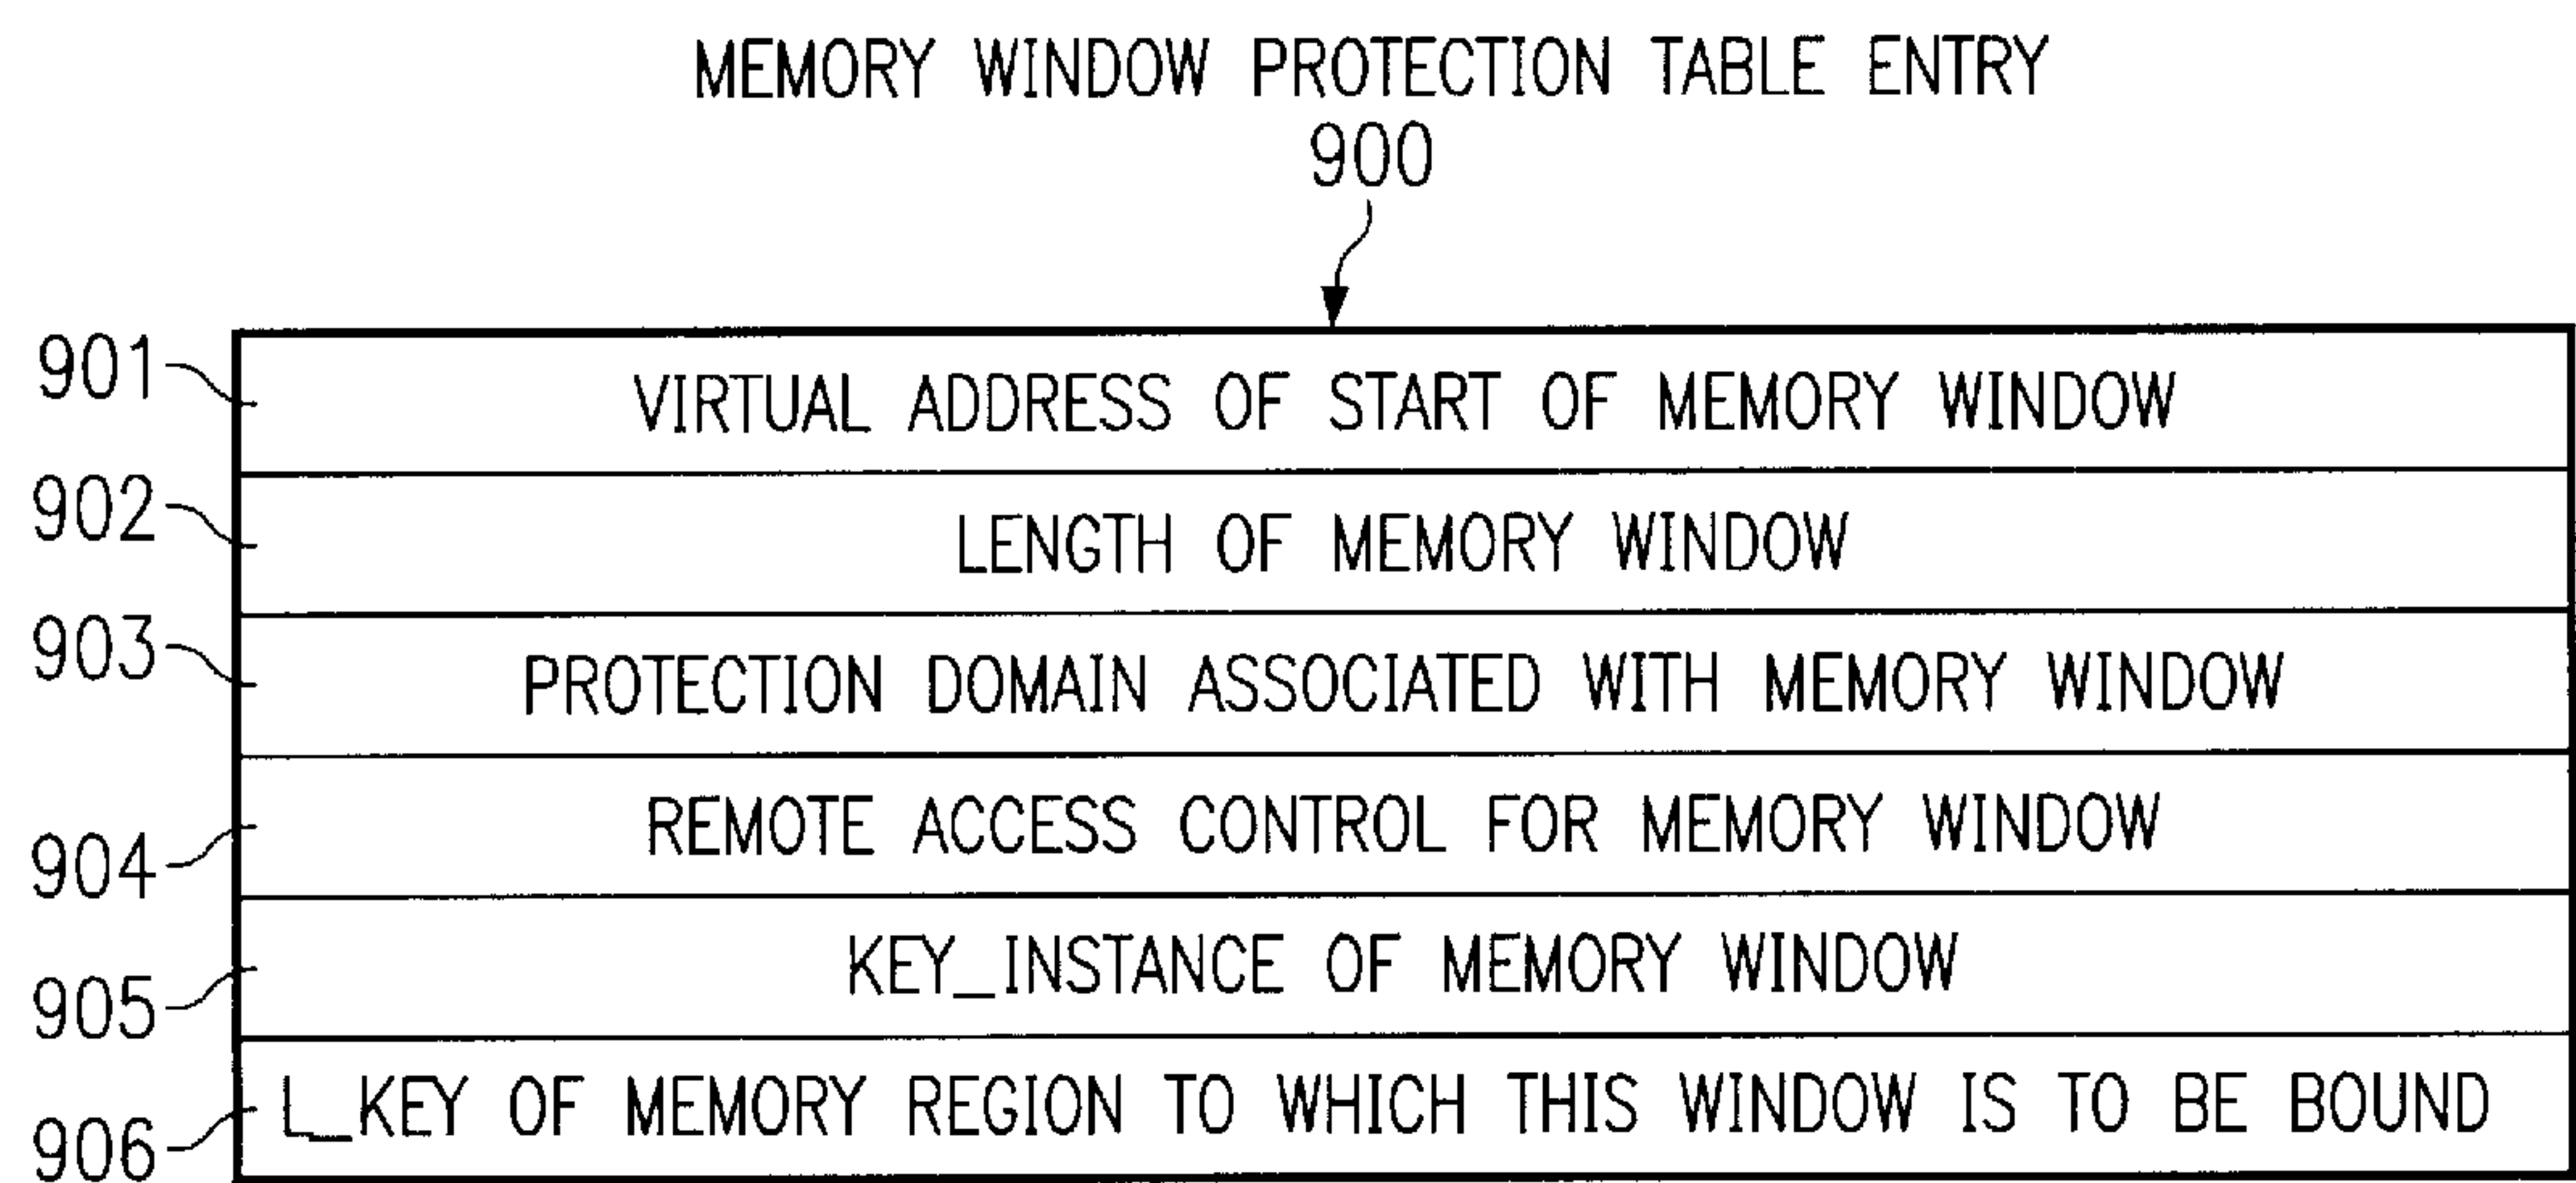 MEMORY WINDOW PROTECTION TABLE ENTRY
900
901
VIRTUAL ADDRESS OF START OF MEMORY WINDOW
902
LENGTH OF MEMORY WINDOW
903
PROTECTION DOMAIN ASSOCIATED WITH MEMORY WINDOW
904
REMOTE ACCESS CONTROL FOR MEMORY WINDOW
905
KEY_INSTANCE OF MEMORY WINDOW
906
L_KEY OF MEMORY REGION TO WHICH THIS WINDOW IS TO BE BOUND